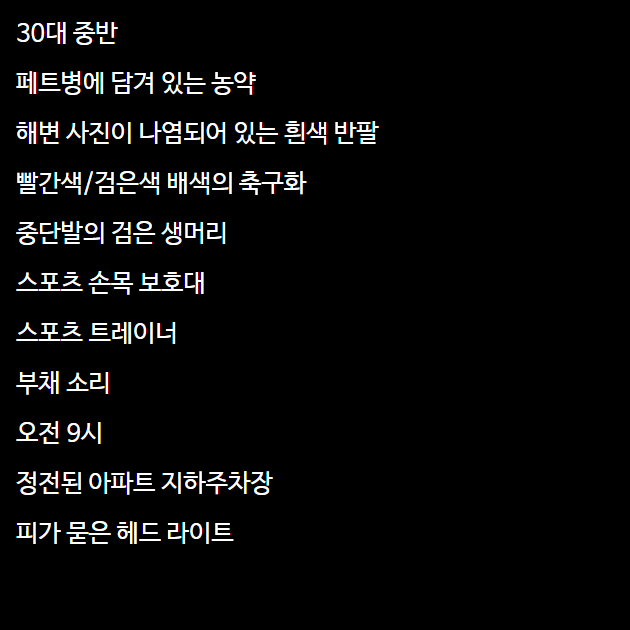 30대 중반
페트병에 담겨 있는 농약
해변 사진이 나염되어 있는 흰색 반팔
빨간색/검은색 배색의 축구화
중단발의 검은 생머리
스포츠 손목 보호대
스포츠 트레이너
부채 소리
오전 9시
정전된 아파트 지하주차장
피가 묻은 헤드 라이트